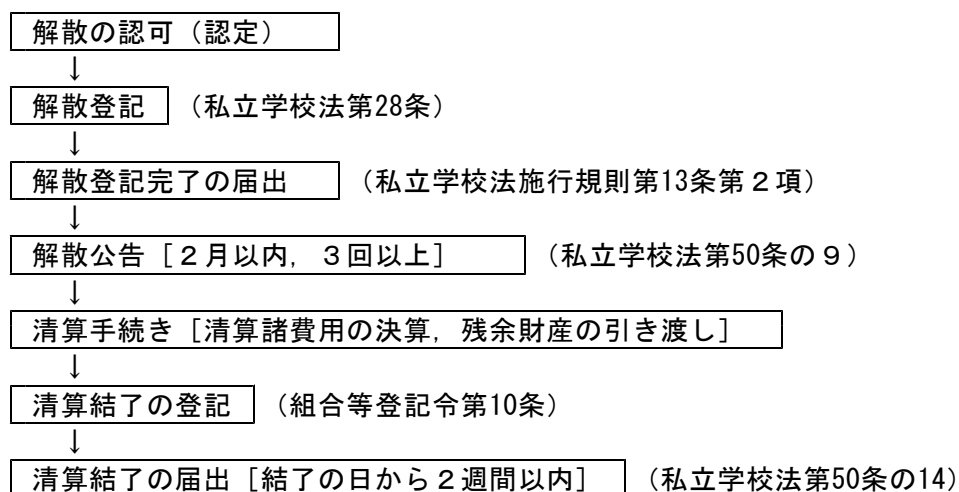 解散の認可（認定）
↓
解散登記 （私立学校法第28条）
↓
解散登記完了の届出 （私立学校法施行規則第13条第２項）
↓
解散公告［２月以内，３回以上］ （私立学校法第50条の９）
↓
清算手続き［清算諸費用の決算，残余財産の引き渡し］
↓
清算結了の登記 （組合等登記令第10条）
↓
清算結了の届出［結了の日から２週間以内］ （私立学校法第50条の14）